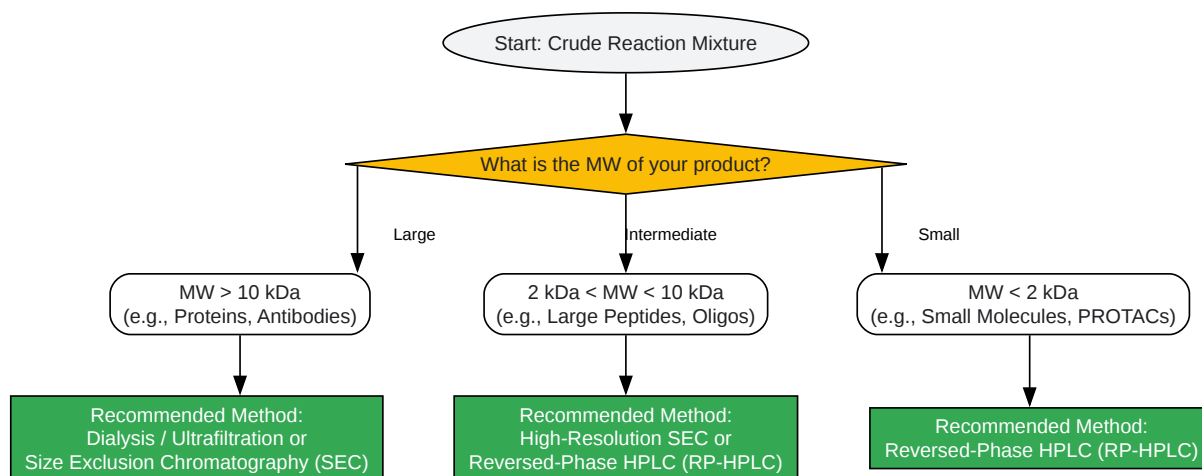 Start: Crude Reaction Mixture
What is the MW of your product?
Large
Intermediate
Small
MW > 10 kDa
(e.g., Proteins, Antibodies)
2 kDa < MW < 10 kDa
(e.g., Large Peptides, Oligos)
MW < 2 kDa
(e.g., Small Molecules, PROTACs)
Recommended Method:
Dialysis / Ultrafiltration or
Size Exclusion Chromatography (SEC)
Recommended Method:
High-Resolution SEC or
Reversed-Phase HPLC (RP-HPLC)
Recommended Method:
Reversed-Phase HPLC (RP-HPLC)